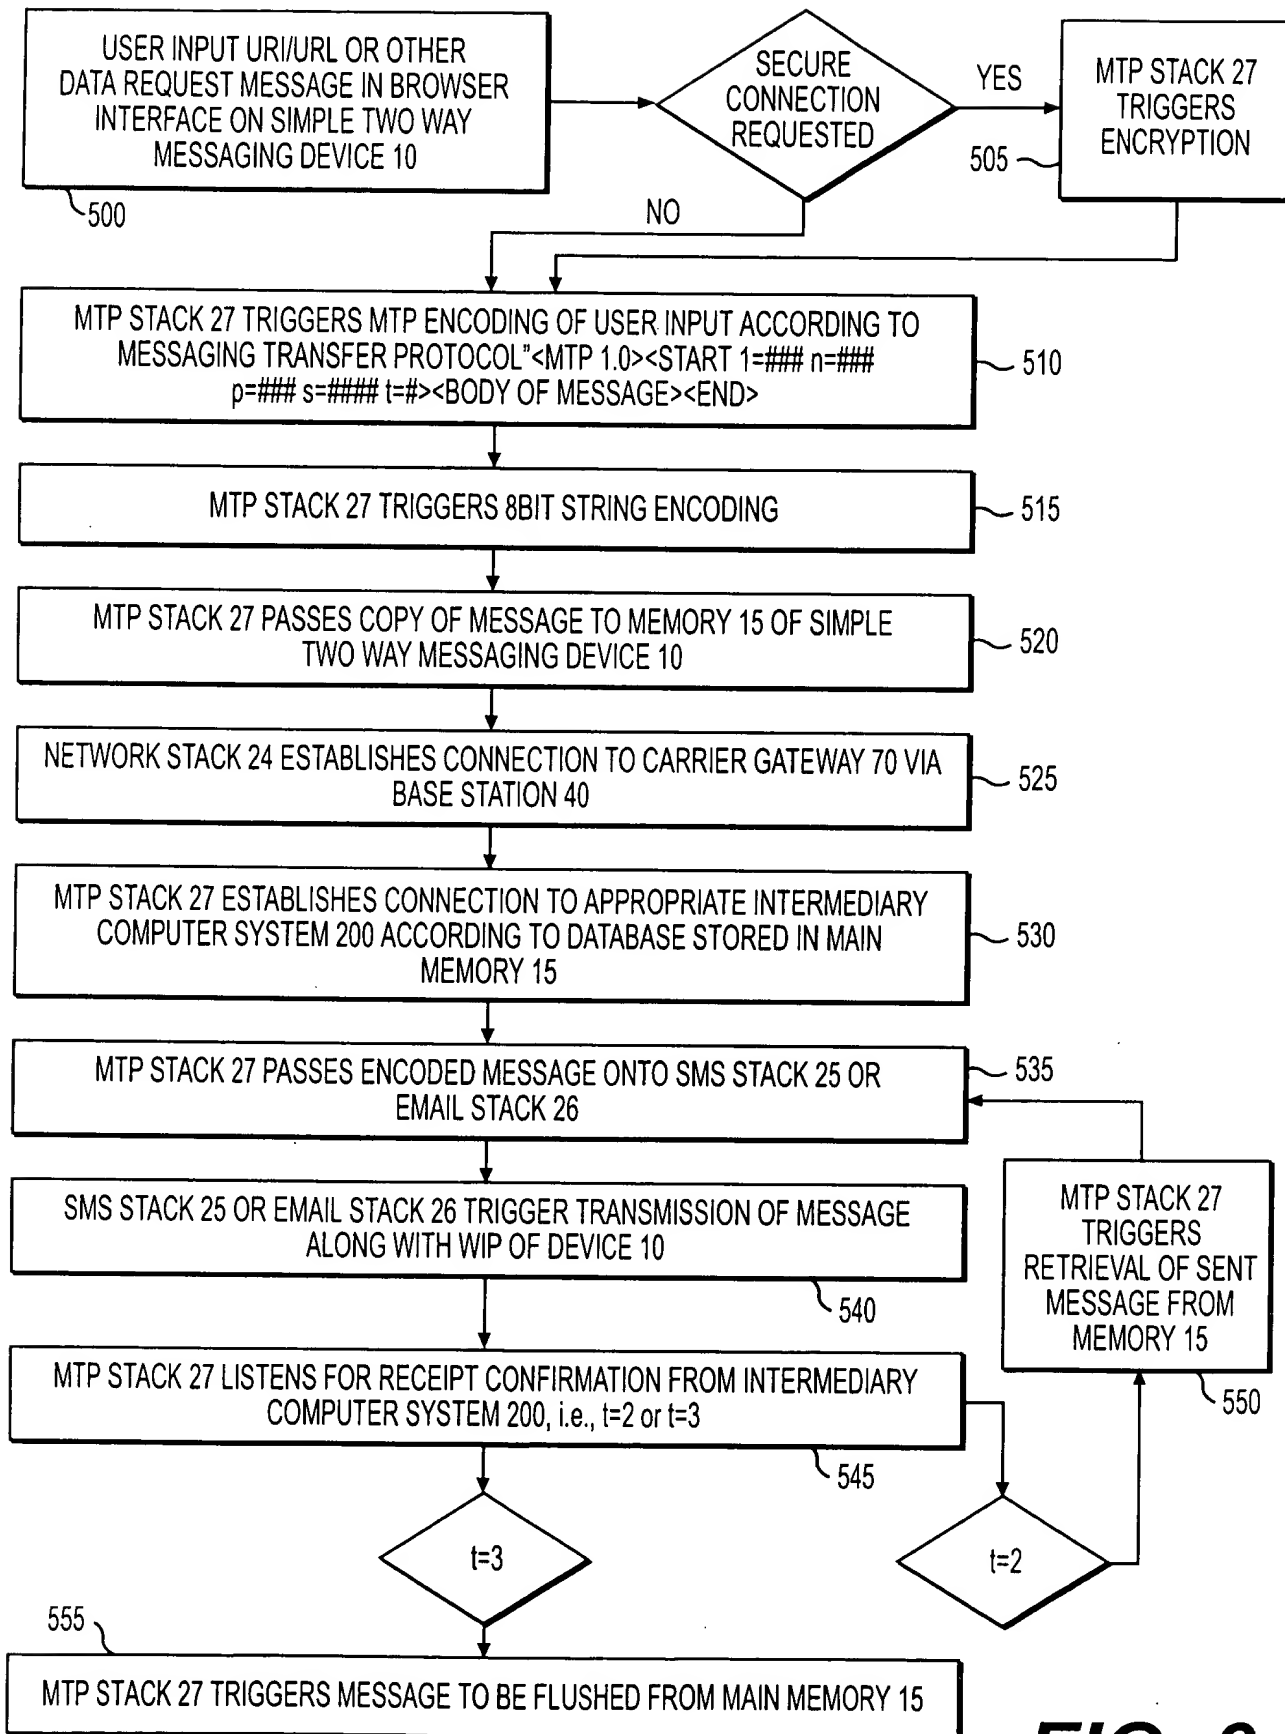 USER INPUT URI/URL OR OTHER
DATA REQUEST MESSAGE IN BROWSER
INTERFACE ON SIMPLE TWO WAY
MESSAGING DEVICE 10
500
SECURE
CONNECTION
REQUESTED
YES
NO
MTP STACK 27
TRIGGERS
ENCRYPTION
505
MTP STACK 27 TRIGGERS MTP ENCODING OF USER INPUT ACCORDING TO
MESSAGING TRANSFER PROTOCOL"<MTP 1.0><START 1=### n=###
p=### s=#### t=#><BODY OF MESSAGE><END>
510
MTP STACK 27 TRIGGERS 8BIT STRING ENCODING
515
MTP STACK 27 PASSES COPY OF MESSAGE TO MEMORY 15 OF SIMPLE
TWO WAY MESSAGING DEVICE 10
520
NETWORK STACK 24 ESTABLISHES CONNECTION TO CARRIER GATEWAY 70 VIA
BASE STATION 40
525
MTP STACK 27 ESTABLISHES CONNECTION TO APPROPRIATE INTERMEDIARY
COMPUTER SYSTEM 200 ACCORDING TO DATABASE STORED IN MAIN
MEMORY 15
530
MTP STACK 27 PASSES ENCODED MESSAGE ONTO SMS STACK 25 OR
EMAIL STACK 26
535
SMS STACK 25 OR EMAIL STACK 26 TRIGGER TRANSMISSION OF MESSAGE
ALONG WITH WIP OF DEVICE 10
540
MTP STACK 27
TRIGGERS
RETRIEVAL OF SENT
MESSAGE FROM
MEMORY 15
550
MTP STACK 27 LISTENS FOR RECEIPT CONFIRMATION FROM INTERMEDIARY
COMPUTER SYSTEM 200, i.e., t=2 or t=3
545
t=3
t=2
555
MTP STACK 27 TRIGGERS MESSAGE TO BE FLUSHED FROM MAIN MEMORY 15